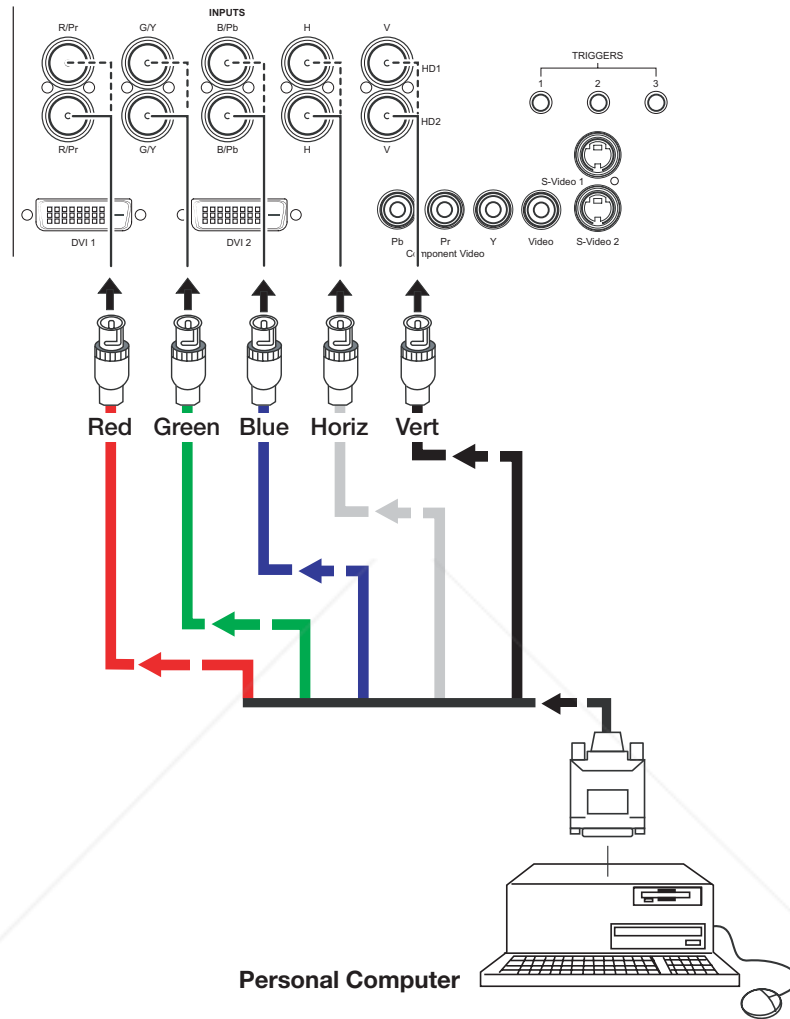 INPUTS
R/Pr G/Y B/Pb H V
HD1
TRIGGERS
1 2 3
HD2
R/Pr G/Y B/Pb H V
S-Video 1
DVI 1 DVI 2
Pb Pr Y Video S-Video 2
Component Video
Red Green Blue Horiz Vert
Personal Computer